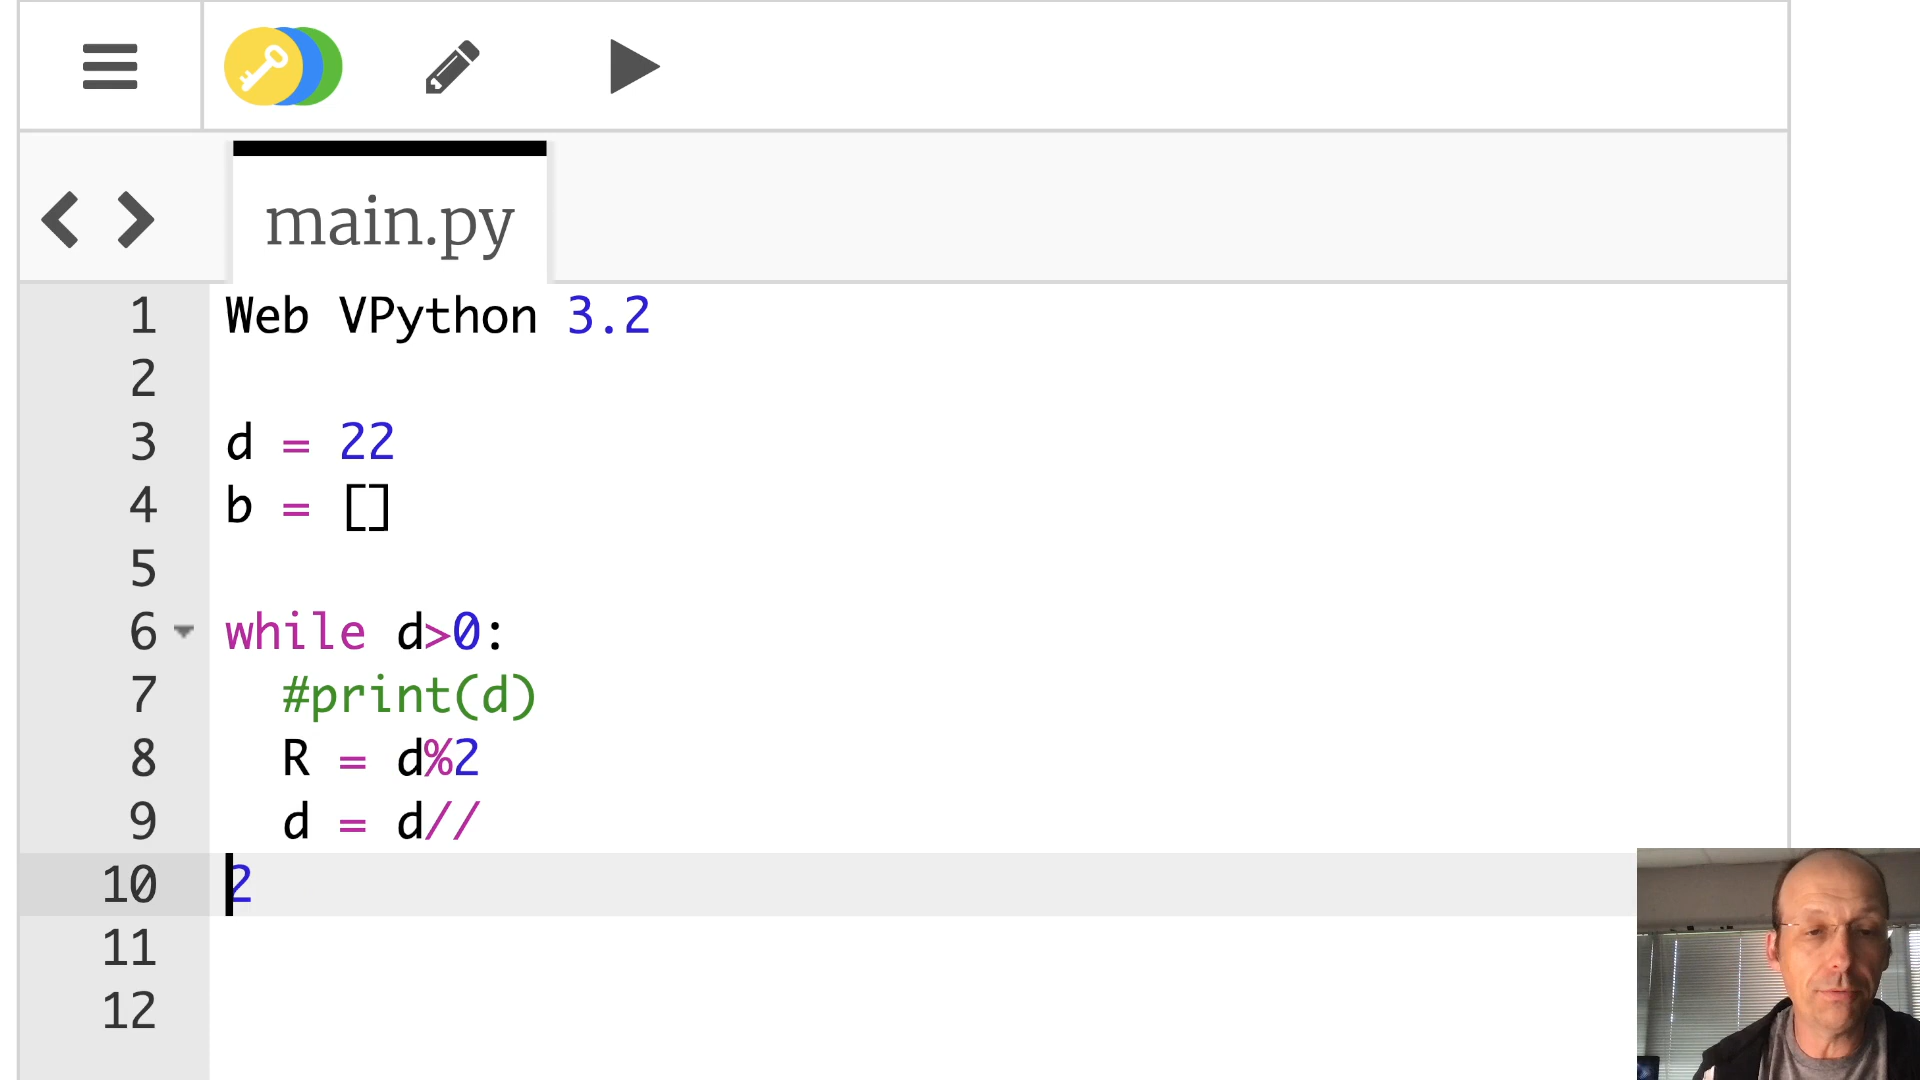 main.py
1 Web VPython 3.2
2
3 d = 22
4 b = []
5
6 while d>0:
7   #print(d)
8   R = d%2
9   d = d//
10 2
11
12